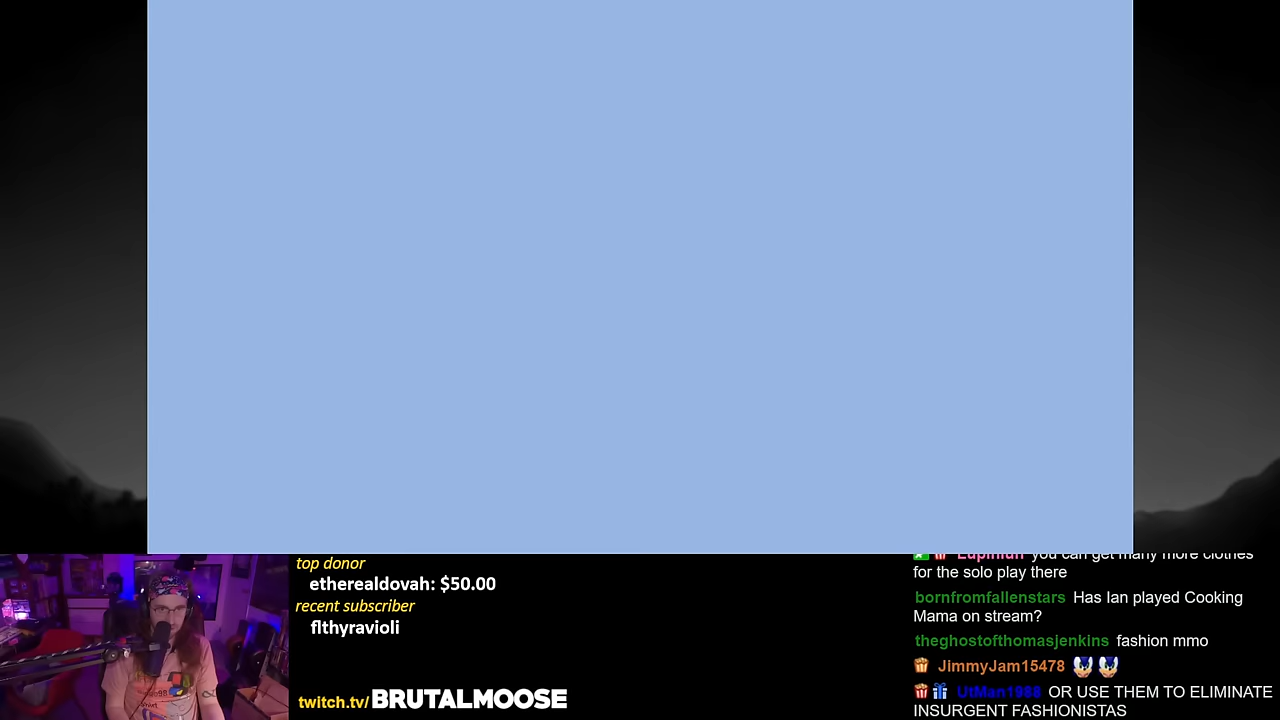 top donor
etherealdovah: $50.00
recent subscriber
flthyravioli
twitch.tv/BRUTALMOOSE
Lupinfun you can get many more clothes
for the solo play there
bornfromfallenstars Has Ian played Cooking
Mama on stream?
theghostofthomasjenkins fashion mmo
JimmyJam15478
UtMan1988 OR USE THEM TO ELIMINATE
INSURGENT FASHIONISTAS